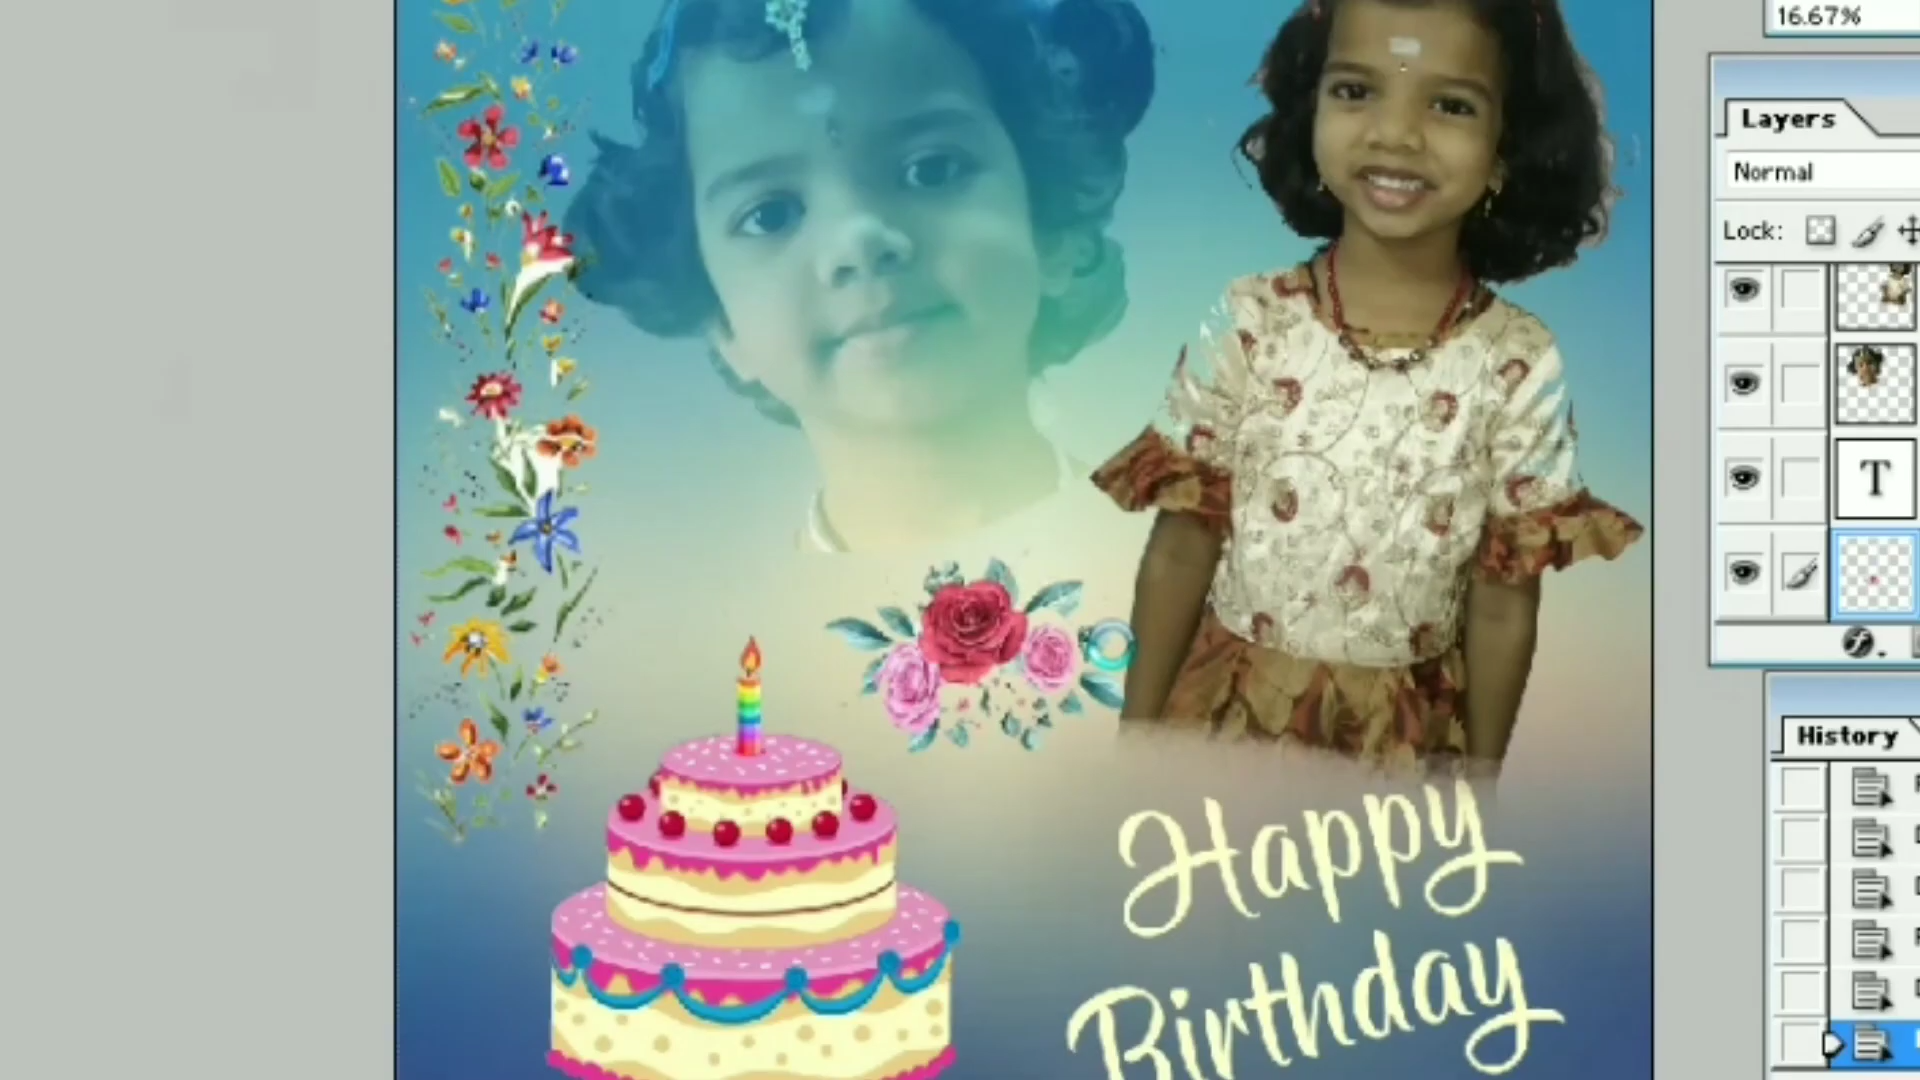 16.67%
Layers
Normal
Lock:
T
History
Happy
Birthday